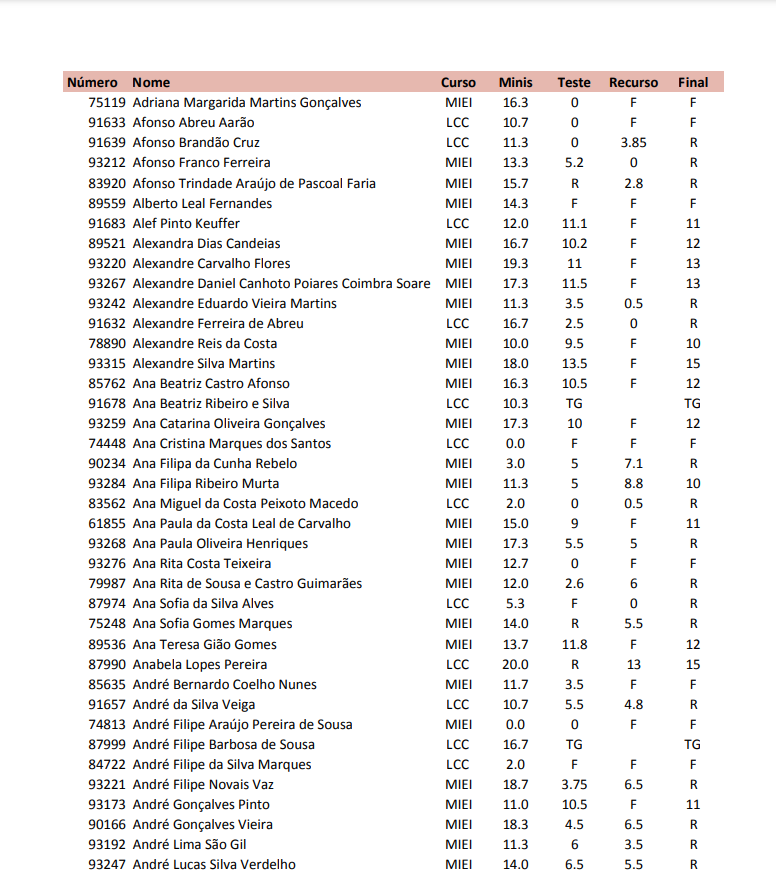 Número Nome Curso Minis Teste Recurso Final
75119 Adriana Margarida Martins Gonçalves MIEI 16.3 0 F F
91633 Afonso Abreu Aarão LCC 10.7 0 F F
91639 Afonso Brandão Cruz LCC 11.3 0 3.85 R
93212 Afonso Franco Ferreira MIEI 13.3 5.2 0 R
83920 Afonso Trindade Araújo de Pascoal Faria MIEI 15.7 R 2.8 R
89559 Alberto Leal Fernandes MIEI 14.3 F F F
91683 Alef Pinto Keuffer LCC 12.0 11.1 F 11
89521 Alexandra Dias Candeias MIEI 16.7 10.2 F 12
93220 Alexandre Carvalho Flores MIEI 19.3 11 F 13
93267 Alexandre Daniel Canhoto Poiares Coimbra Soare MIEI 17.3 11.5 F 13
93242 Alexandre Eduardo Vieira Martins MIEI 11.3 3.5 0.5 R
91632 Alexandre Ferreira de Abreu LCC 16.7 2.5 0 R
78890 Alexandre Reis da Costa MIEI 10.0 9.5 F 10
93315 Alexandre Silva Martins MIEI 18.0 13.5 F 15
85762 Ana Beatriz Castro Afonso MIEI 16.3 10.5 F 12
91678 Ana Beatriz Ribeiro e Silva LCC 10.3 TG TG
93259 Ana Catarina Oliveira Gonçalves MIEI 17.3 10 F 12
74448 Ana Cristina Marques dos Santos LCC 0.0 F F F
90234 Ana Filipa da Cunha Rebelo MIEI 3.0 5 7.1 R
93284 Ana Filipa Ribeiro Murta MIEI 11.3 5 8.8 10
83562 Ana Miguel da Costa Peixoto Macedo LCC 2.0 0 0.5 R
61855 Ana Paula da Costa Leal de Carvalho MIEI 15.0 9 F 11
93268 Ana Paula Oliveira Henriques MIEI 17.3 5.5 5 R
93276 Ana Rita Costa Teixeira MIEI 12.7 0 F F
79987 Ana Rita de Sousa e Castro Guimarães MIEI 12.0 2.6 6 R
87974 Ana Sofia da Silva Alves LCC 5.3 F 0 R
75248 Ana Sofia Gomes Marques MIEI 14.0 R 5.5 R
89536 Ana Teresa Gião Gomes MIEI 13.7 11.8 F 12
87990 Anabela Lopes Pereira LCC 20.0 R 13 15
85635 André Bernardo Coelho Nunes MIEI 11.7 3.5 F F
91657 André da Silva Veiga LCC 10.7 5.5 4.8 R
74813 André Filipe Araújo Pereira de Sousa MIEI 0.0 0 F F
87999 André Filipe Barbosa de Sousa LCC 16.7 TG TG
84722 André Filipe da Silva Marques LCC 2.0 F F F
93221 André Filipe Novais Vaz MIEI 18.7 3.75 6.5 R
93173 André Gonçalves Pinto MIEI 11.0 10.5 F 11
90166 André Gonçalves Vieira MIEI 18.3 4.5 6.5 R
93192 André Lima São Gil MIEI 11.3 6 3.5 R
93247 André Lucas Silva Verdelho MIEI 14.0 6.5 5.5 R